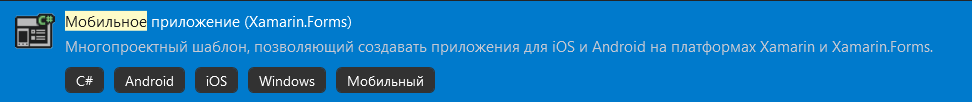 C#
Мобильное приложение (Xamarin.Forms)
Многопроектный шаблон, позволяющий создавать приложения для iOS и Android на платформах Xamarin и Xamarin.Forms.
C# Android iOS Windows Мобильный